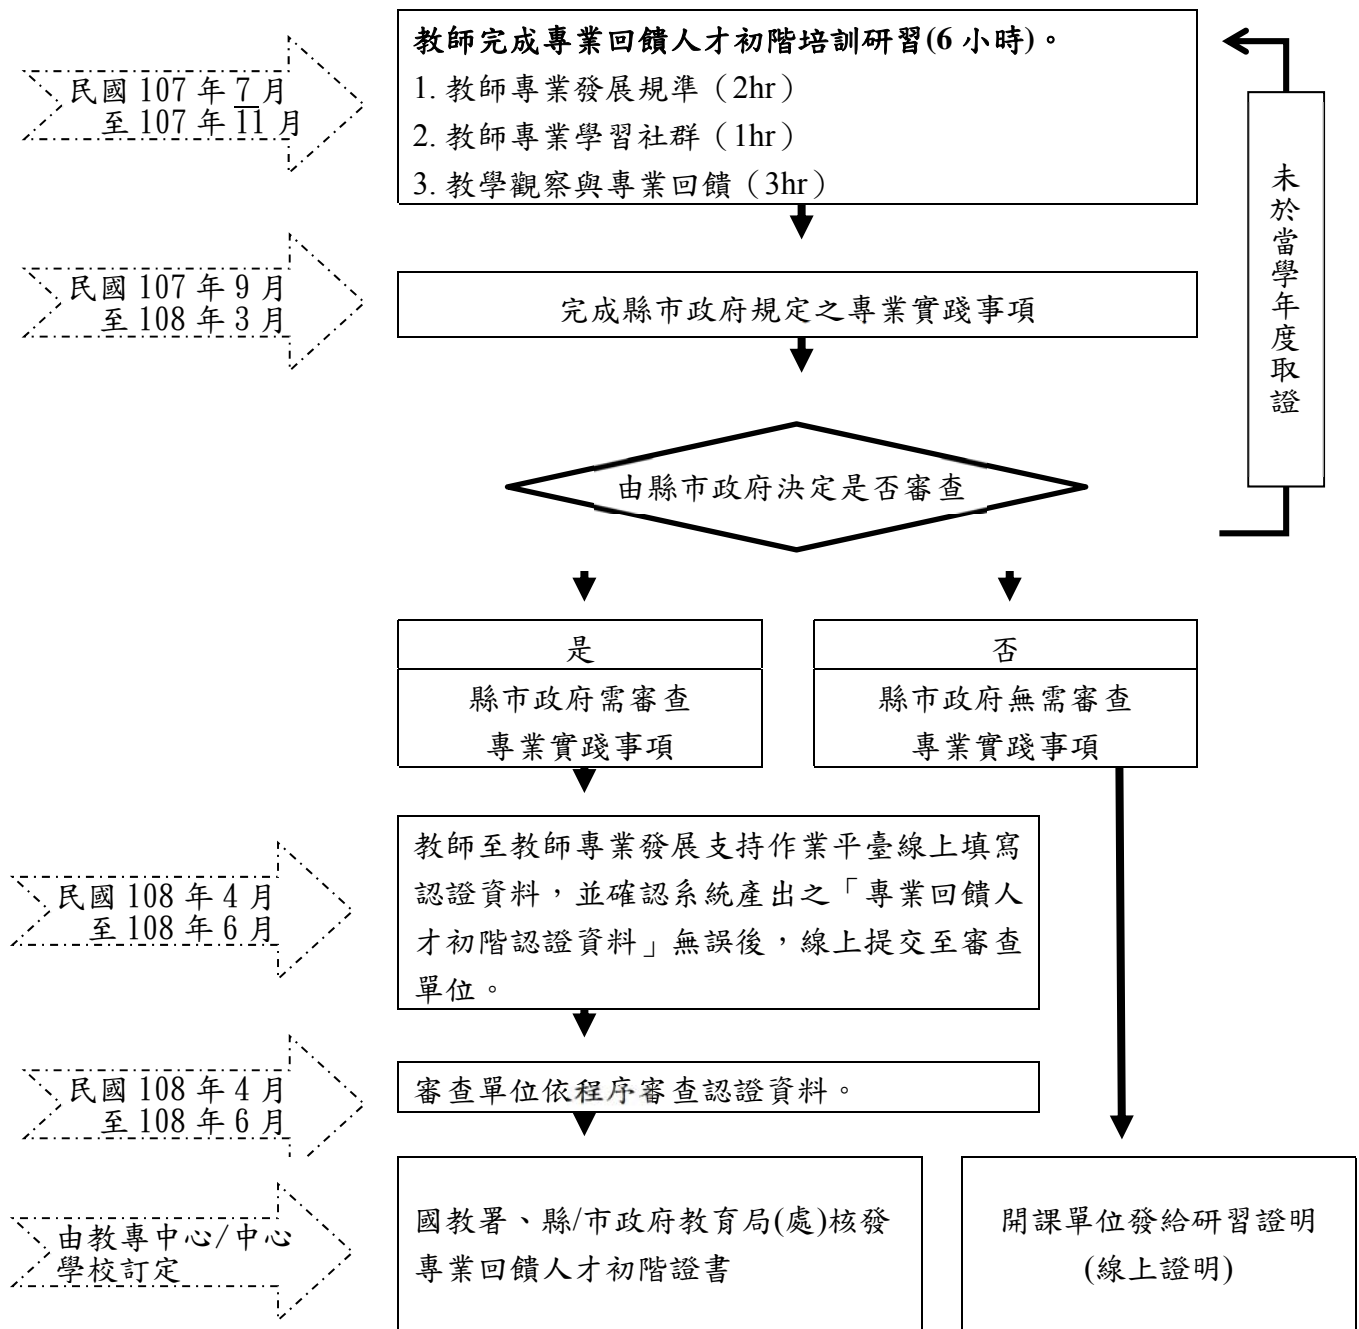 教師完成專業回饋人才初階培訓研習(6 小時)。
1. 教師專業發展規準（2hr）
2. 教師專業學習社群（1hr）
3. 教學觀察與專業回饋（3hr）
民國 107 年 7 月
至 107 年 11 月
未於當學年度取證
民國 107 年 9 月
至 108 年 3 月
完成縣市政府規定之專業實踐事項
由縣市政府決定是否審查
是
縣市政府需審查
專業實踐事項
否
縣市政府無需審查
專業實踐事項
民國 108 年 4 月
至 108 年 6 月
教師至教師專業發展支持作業平臺線上填寫
認證資料，並確認系統產出之「專業回饋人
才初階認證資料」無誤後，線上提交至審查
單位。
民國 108 年 4 月
至 108 年 6 月
審查單位依程序審查認證資料。
由教專中心/中心
學校訂定
國教署、縣/市政府教育局(處)核發
專業回饋人才初階證書
開課單位發給研習證明
(線上證明)